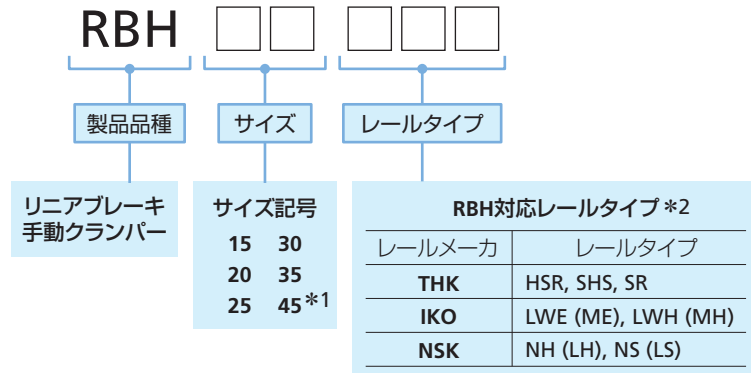 RBH □□ □□□
製品品種 サイズ レールタイプ
リニアブレーキ
手動クランパー
サイズ記号
15 30
20 35
25 45*1
RBH対応レールタイプ*2
レールメーカ レールタイプ
THK HSR, SHS, SR
IKO LWE (ME), LWH (MH)
NSK NH (LH), NS (LS)